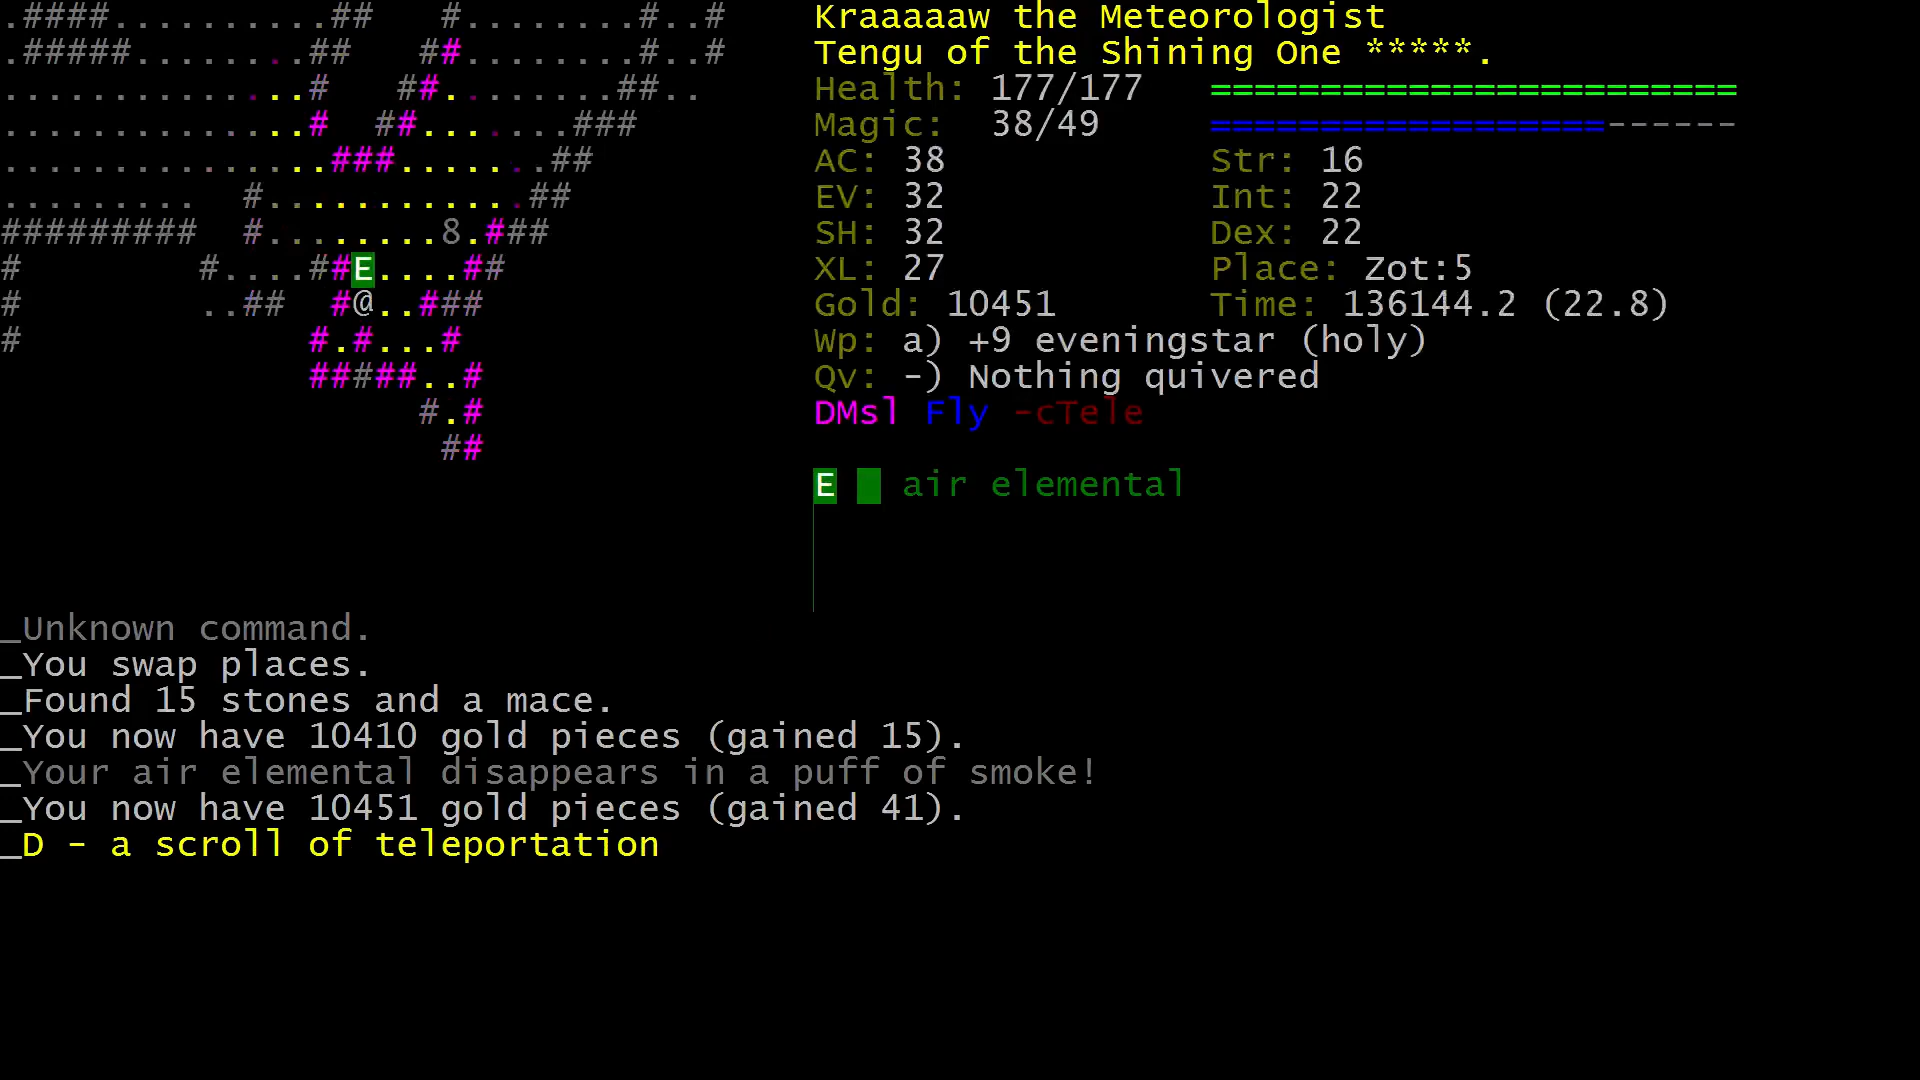 .####..........##   #........#..#            Kraaaaaw the Meteorologist
.#####........##   ##........#..#            Tengu of the Shining One *****.
..............#   ##........##..     Health: 177/177     ========================
..............#  ##........###       Magic:  38/49       ==================------
...............###.......##          AC: 38              Str: 16
.........  #............##           EV: 32              Int: 22
#########  #........8.###            SH: 32              Dex: 22
#        #....##E....##              XL: 27              Place: Zot:5
#        ..##  #@..###               Gold: 10451         Time: 136144.2 (22.8)
#             #.#...#                Wp: a) +9 eveningstar (holy)
              #####..#               Qv: -) Nothing quivered
                   #.#               DMsl Fly -cTele
                    ##
E   air elemental
_Unknown command.
_You swap places.
_Found 15 stones and a mace.
_You now have 10410 gold pieces (gained 15).
_Your air elemental disappears in a puff of smoke!
_You now have 10451 gold pieces (gained 41).
_D - a scroll of teleportation